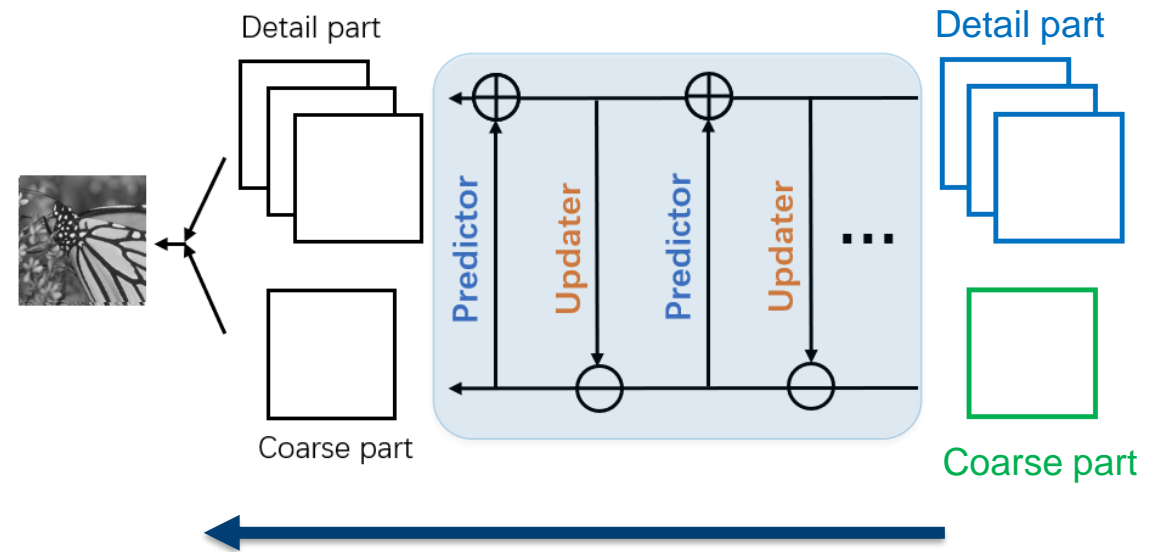 Detail part
Detail part
Predictor
Updater
Predictor
Updater
...
Coarse part
Coarse part